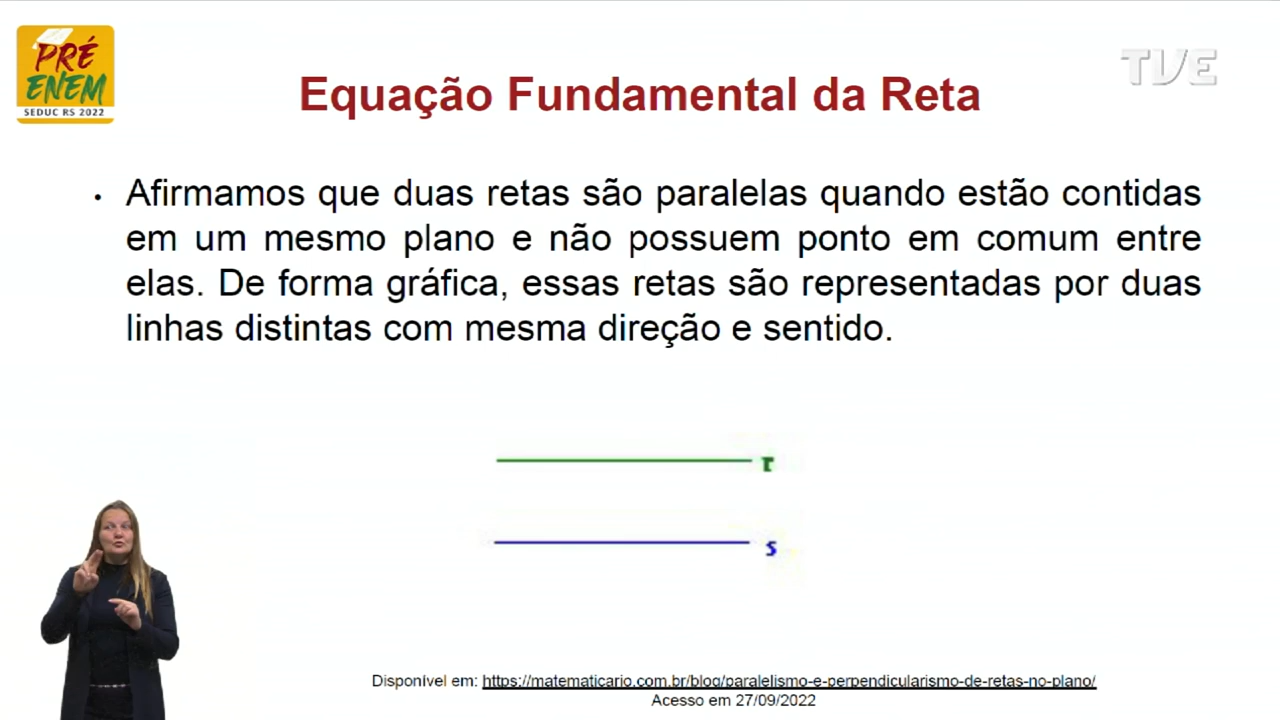 PRÉ
ENEM
SEDUC RS 2022
TVE
Equação Fundamental da Reta
• Afirmamos que duas retas são paralelas quando estão contidas
em um mesmo plano e não possuem ponto em comum entre
elas. De forma gráfica, essas retas são representadas por duas
linhas distintas com mesma direção e sentido.
r
s
Disponível em: https://matematicario.com.br/blog/paralelismo-e-perpendicularismo-de-retas-no-plano/
Acesso em 27/09/2022